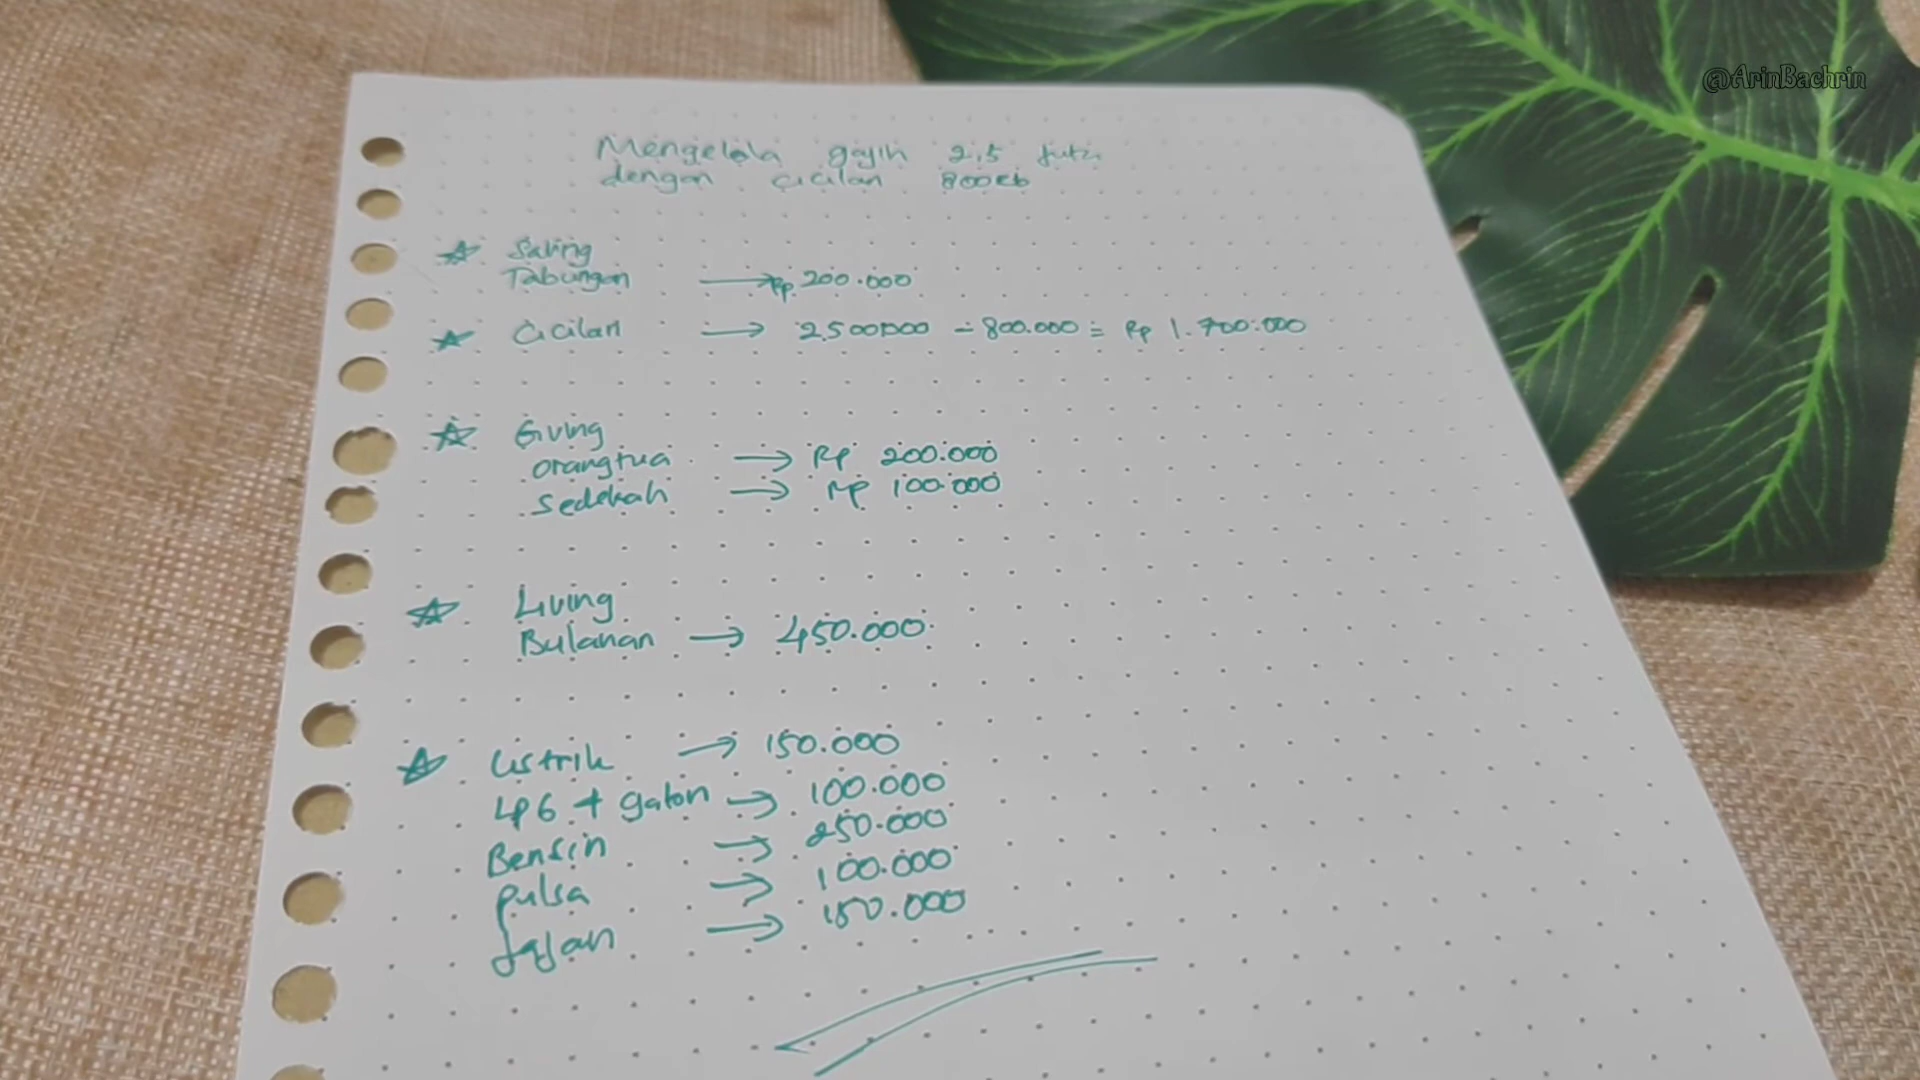 @ArinBachrin
Mengelola gajih 2,5 juta
dengan cicilan 800rb
☆ Saving
Tabungan → Rp. 200.000
☆ Cicilan → 2.500.000 - 800.000 = Rp 1.700.000
☆ Giving
orangtua → Rp 200.000
Sedekah → Rp 100.000
☆ Living
Bulanan → 450.000
☆ Listrik → 150.000
LPG + galon → 100.000
Bensin → 250.000
pulsa → 100.000
Jajan → 150.000